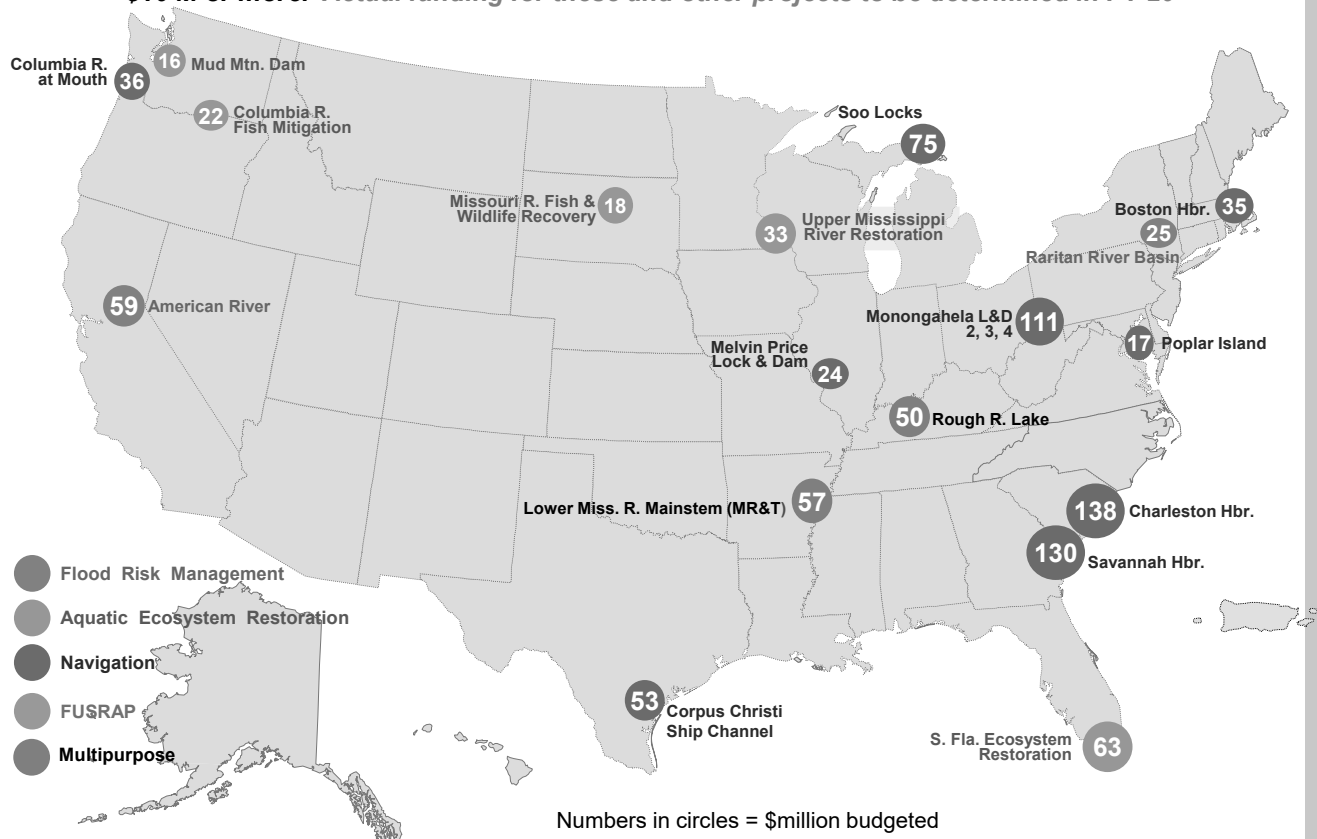 Actual funding for these and other projects to be determined in FY 20
Columbia R.
at Mouth
36
16
Mud Mtn. Dam
22
Columbia R.
Fish Mitigation
Soo Locks
75
Missouri R. Fish &
Wildlife Recovery
18
33
Upper Mississippi
River Restoration
Boston Hbr.
35
25
Raritan River Basin
59
American River
Monongahela L&D
2, 3, 4
111
17
Poplar Island
Melvin Price
Lock & Dam
24
50
Rough R. Lake
Lower Miss. R. Mainstem (MR&T)
57
138
Charleston Hbr.
130
Savannah Hbr.
Flood Risk Management
Aquatic Ecosystem Restoration
Navigation
FUSRAP
Multipurpose
53
Corpus Christi
Ship Channel
S. Fla. Ecosystem
Restoration
63
Numbers in circles = $million budgeted